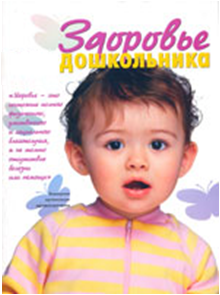 Здоровье
дошкольника
«Здоровье – это
состояние полного
физического,
душевного
и социального
благополучия,
а не только
отсутствие
болезни
или немощи»